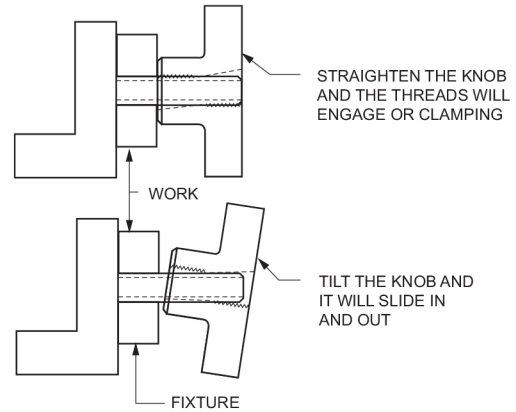 STRAIGHTEN THE KNOB
AND THE THREADS WILL
ENGAGE OR CLAMPING
WORK
TILT THE KNOB AND
IT WILL SLIDE IN
AND OUT
FIXTURE